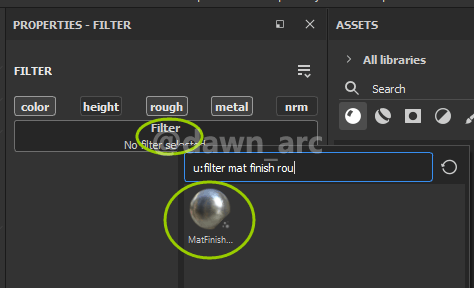 PROPERTIES - FILTER
ASSETS
FILTER
All libraries
Search
color height rough metal nrm
Filter
No filter selected
@dawn_arc
u:filter mat finish rou
MatFinish...